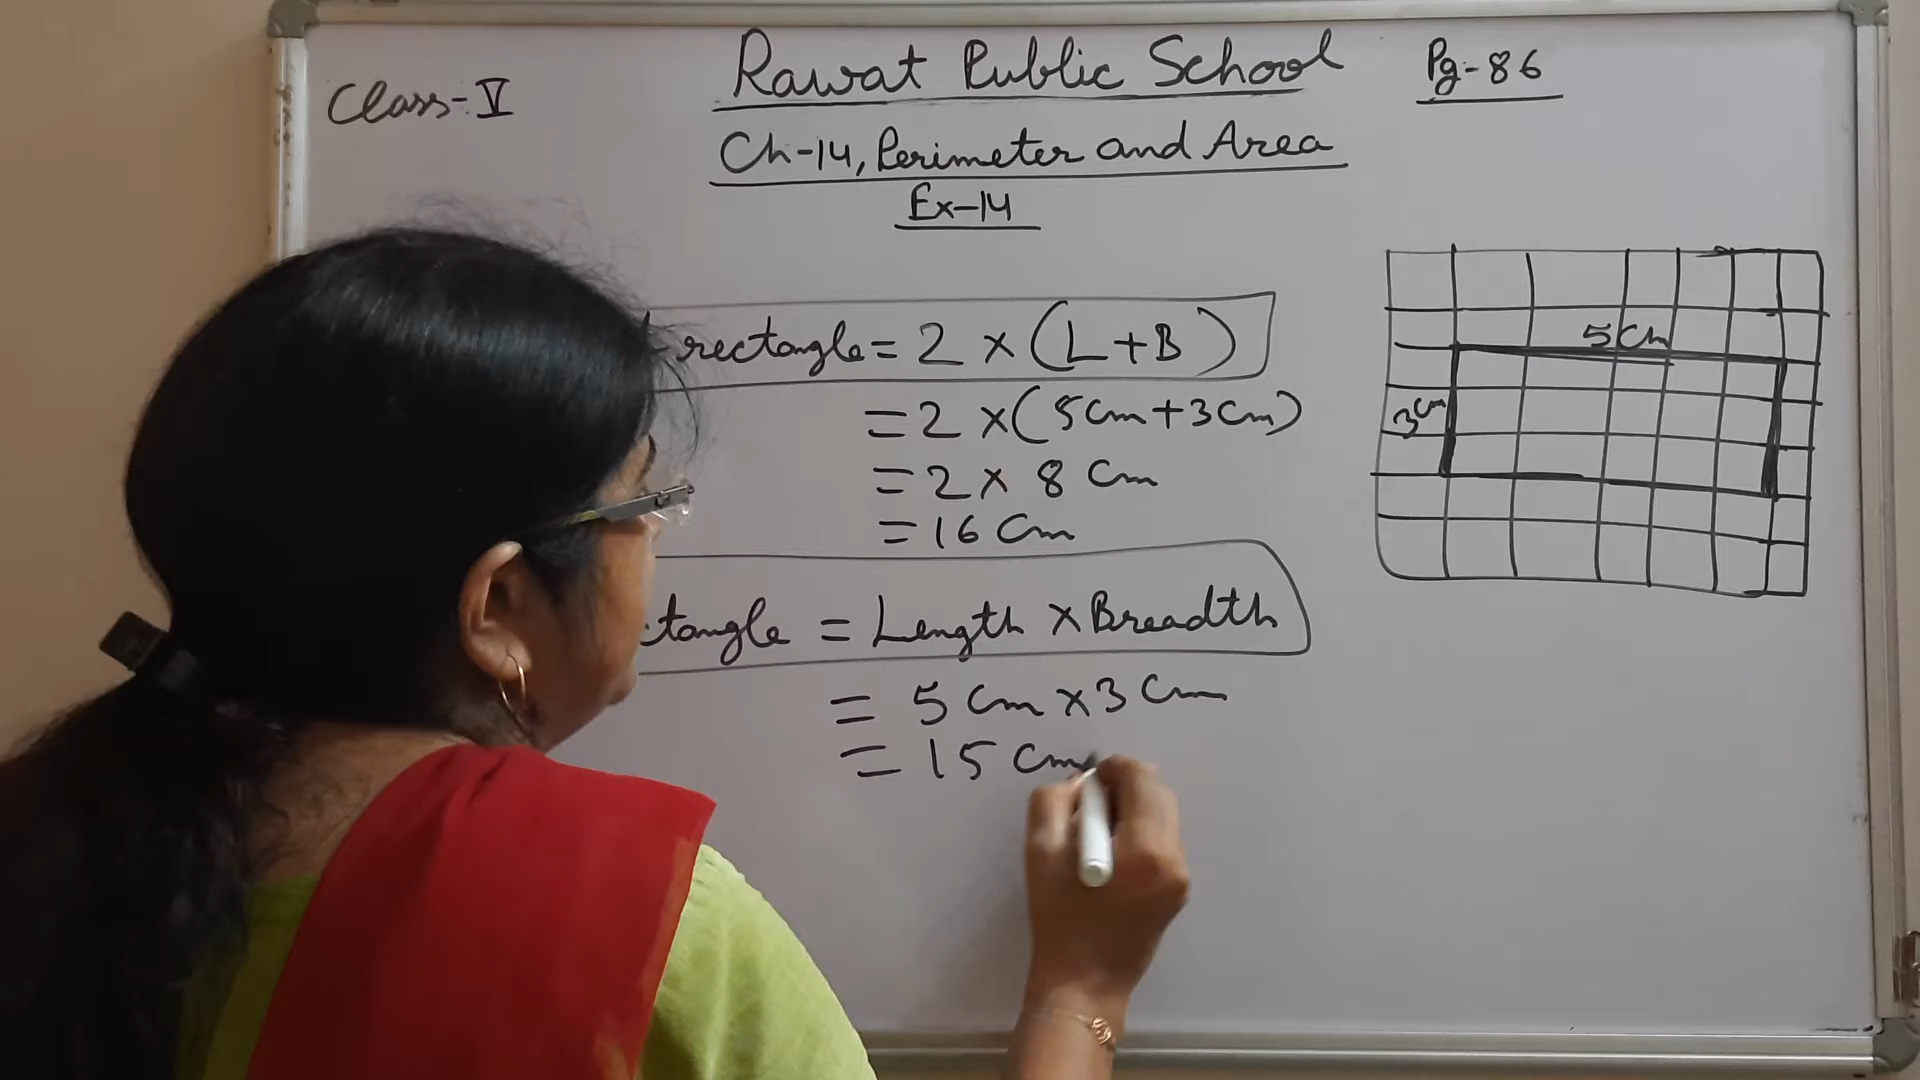 Rawat Public School
Pg-86
Class-V
Ch-14, Perimeter and Area
Ex-14
rectangle = 2 × (L+B)
= 2 × (5cm+3cm)
= 2 × 8 cm
= 16 cm
tangle = Length × Breadth
= 5 cm × 3 cm
= 15 cm
5cm
3cm